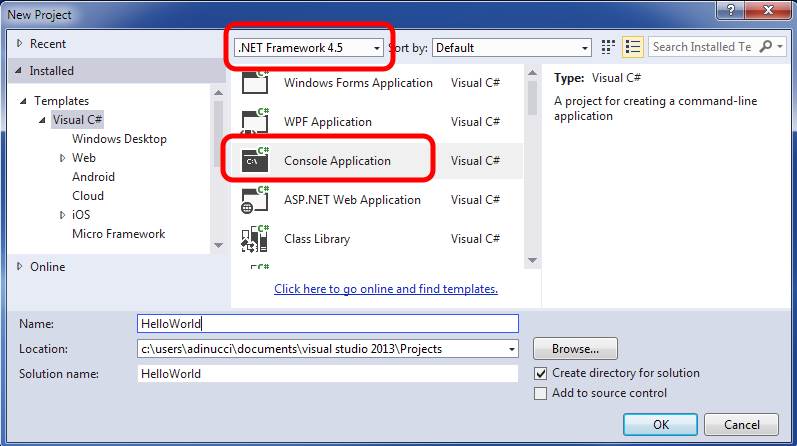 New Project
Recent
.NET Framework 4.5
Sort by:
Default
Search Installed Te
Installed
Templates
Visual C#
Windows Desktop
Web
Android
Cloud
iOS
Micro Framework
Online
C#
Windows Forms Application Visual C#
C#
WPF Application Visual C#
C#
C:\
Console Application Visual C#
C#
ASP.NET Web Application Visual C#
C#
Class Library Visual C#
C#
Click here to go online and find templates.
Type: Visual C#
A project for creating a command-line
application
Name: HelloWorld
Location: c:\users\adinucci\documents\visual studio 2013\Projects
Browse...
Solution name: HelloWorld
Create directory for solution
Add to source control
OK
Cancel